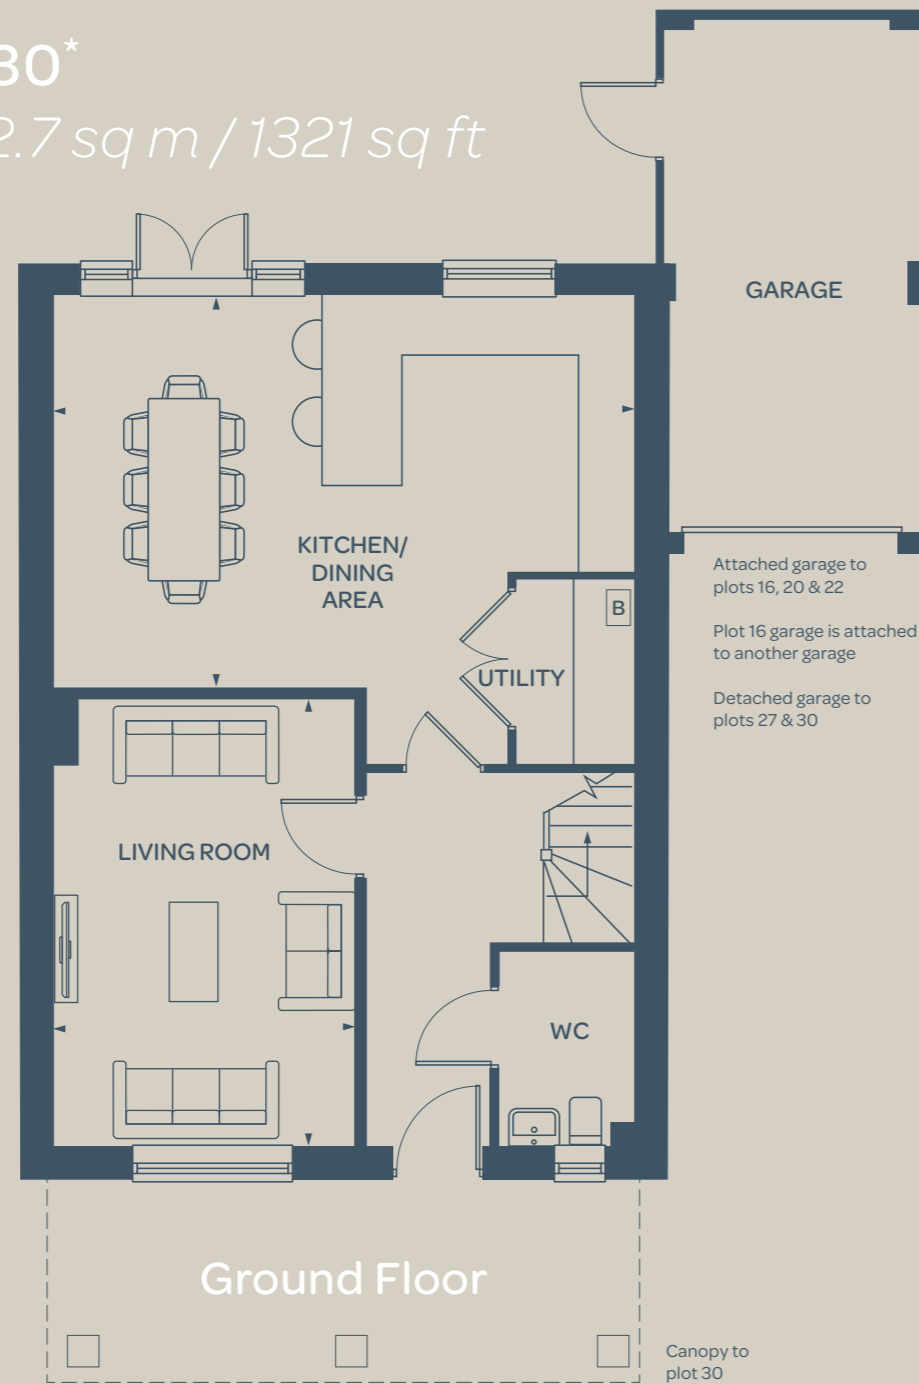 30*
2.7 sq m / 1321 sq ft
GARAGE
KITCHEN/
DINING
AREA
B
UTILITY
Attached garage to
plots 16, 20 & 22
Plot 16 garage is attached
to another garage
Detached garage to
plots 27 & 30
LIVING ROOM
WC
Ground Floor
Canopy to
plot 30